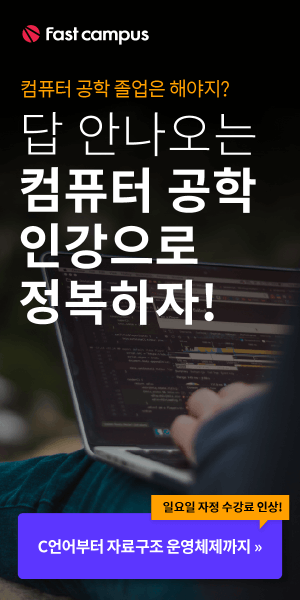 Fast campus
컴퓨터 공학 졸업은 해야지?
답 안나오는
컴퓨터 공학
인강으로
정복하자!
일요일 자정 수강료 인상!
C언어부터 자료구조 운영체제까지 »